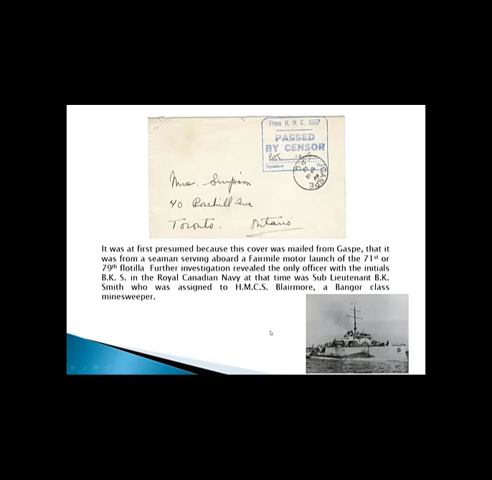 From H. M. C. SHIP
PASSED
BY CENSOR
GASPE
Mrs. Simpson
40 Rosehill Ave
Toronto. Ontario
It was at first presumed because this cover was mailed from Gaspe, that it
was from a seaman serving aboard a Fairmile motor launch of the 71st or
79th flotilla Further investigation revealed the only officer with the initials
B.K. S. in the Royal Canadian Navy at that time was Sub Lieutenant B.K.
Smith who was assigned to H.M.C.S. Blairmore, a Bangor class
minesweeper.